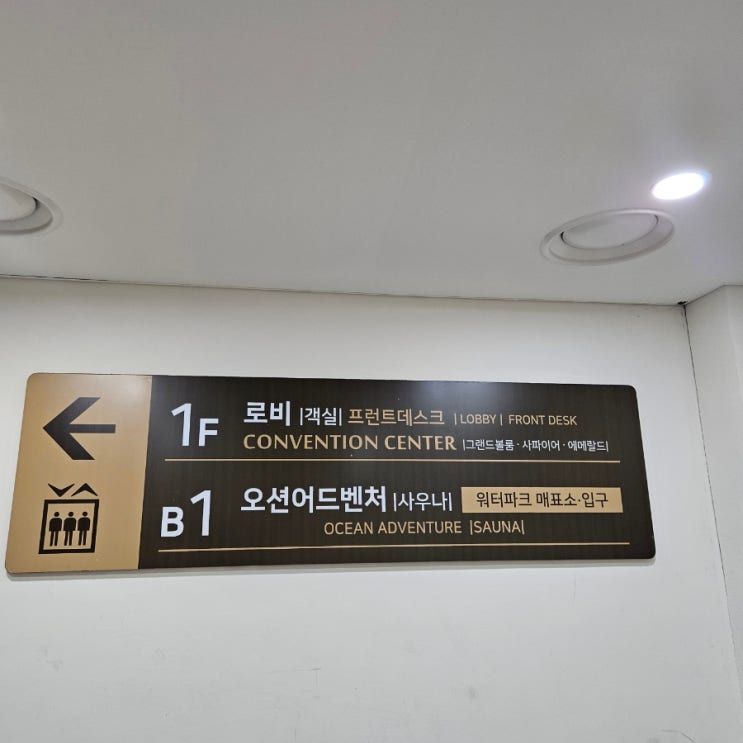 1F 로비 |객실| 프런트데스크 | LOBBY | FRONT DESK
CONVENTION CENTER |그랜드볼룸 · 사파이어 · 에메랄드|
B1 오션어드벤처 |사우나| 워터파크 매표소·입구
OCEAN ADVENTURE |SAUNA|